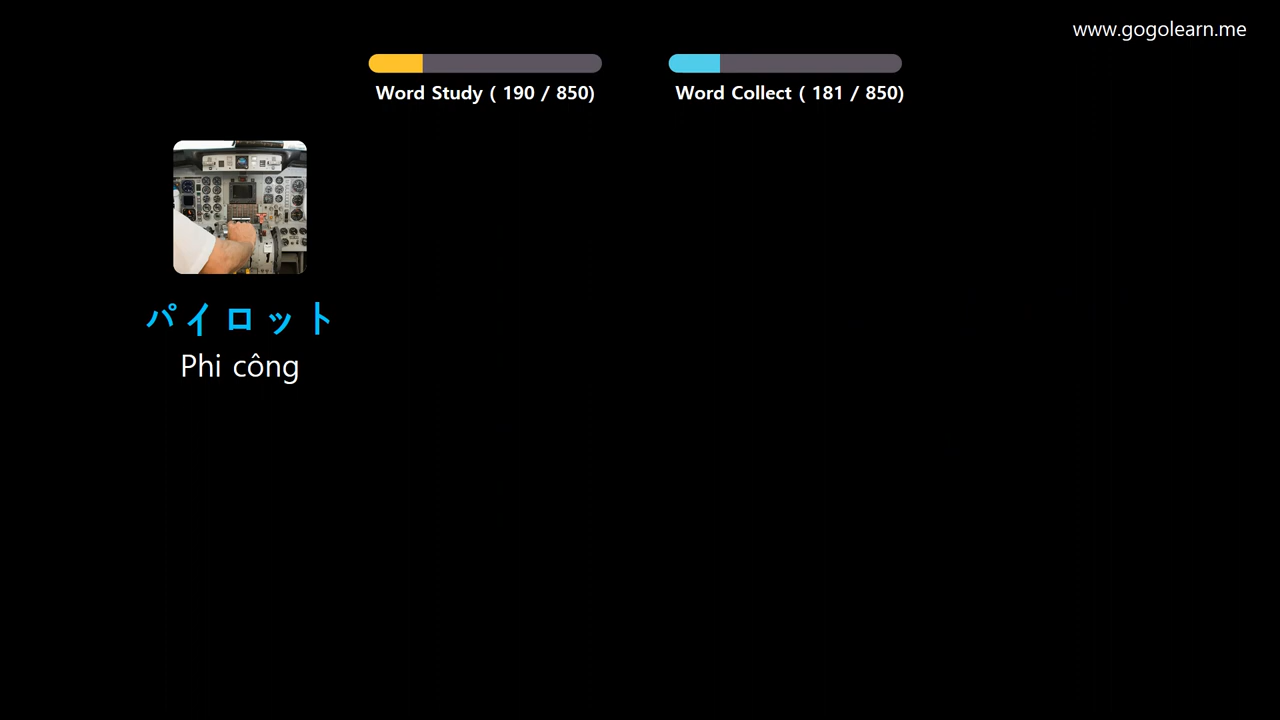 www.gogolearn.me
Word Study ( 190 / 850)
Word Collect ( 181 / 850)
パイロット
Phi công